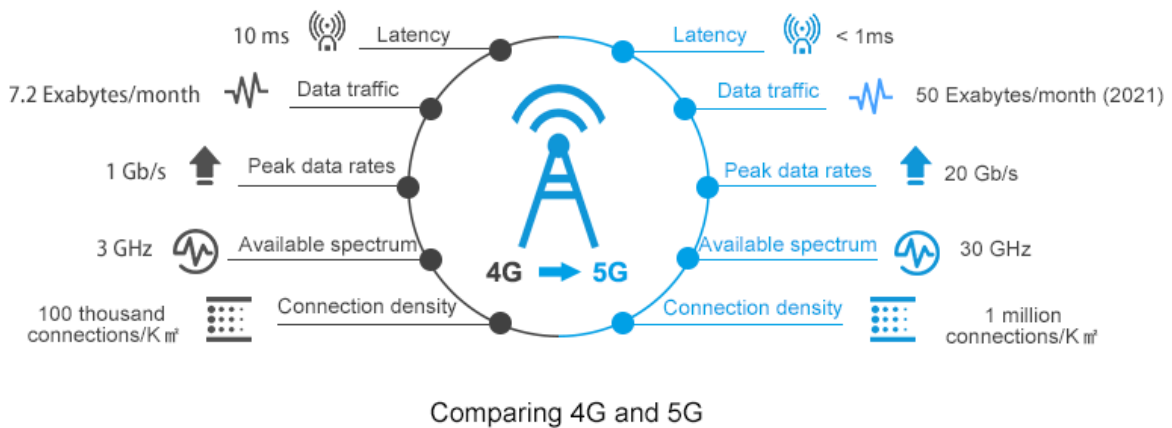 10 ms
Latency
Latency
< 1ms
7.2 Exabytes/month
Data traffic
Data traffic
50 Exabytes/month (2021)
1 Gb/s
Peak data rates
Peak data rates
20 Gb/s
3 GHz
Available spectrum
Available spectrum
30 GHz
4G
5G
100 thousand
connections/K㎡
Connection density
Connection density
1 million
connections/K㎡
Comparing 4G and 5G